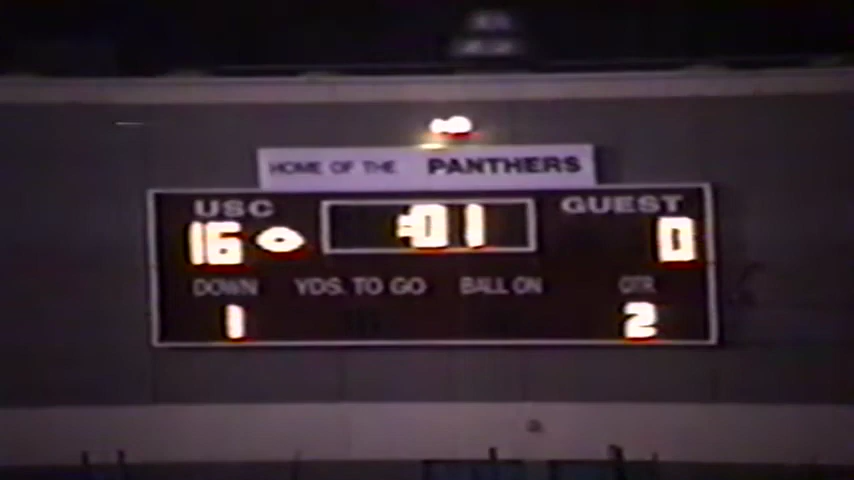 HOME OF THE PANTHERS
USC :01 GUEST
16 0
DOWN YDS. TO GO BALL ON QTR
1 2